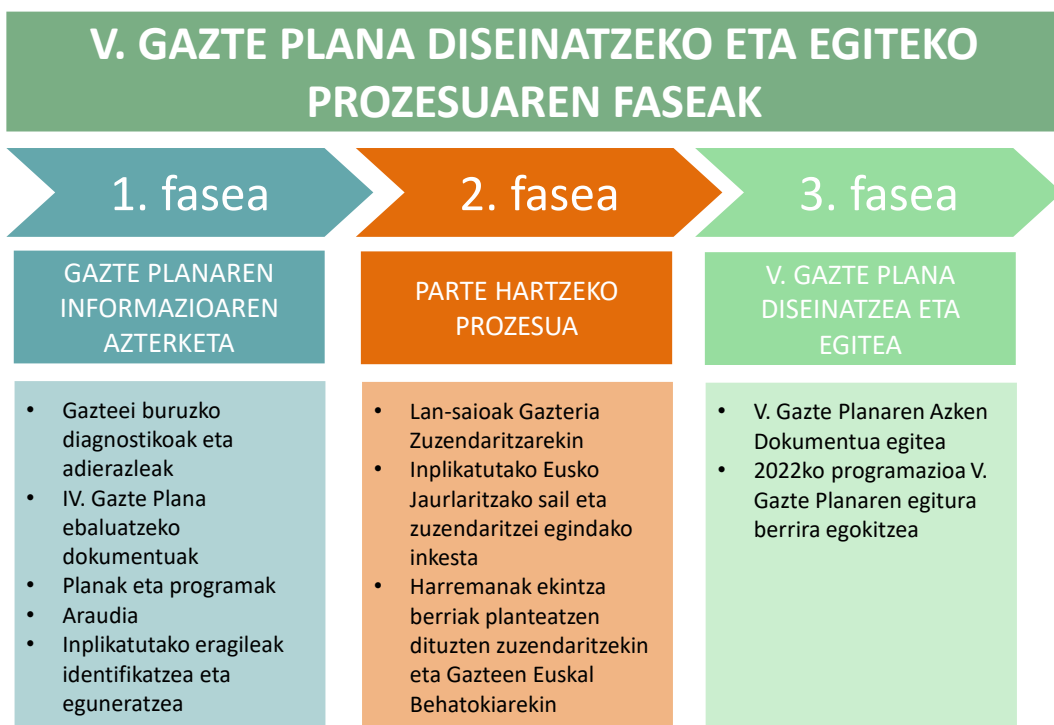 V. GAZTE PLANA DISEINATZEKO ETA EGITEKO
PROZESUAREN FASEAK
1. fasea
2. fasea
3. fasea
GAZTE PLANAREN
INFORMAZIOAREN
AZTERKETA
PARTE HARTZEKO
PROZESUA
V. GAZTE PLANA
DISEINATZEA ETA
EGITEA
• Gazteei buruzko
diagnostikoak eta
adierazleak
• IV. Gazte Plana
ebaluatzeko
dokumentuak
• Planak eta programak
• Araudia
• Inplikatutako eragileak
identifikatzea eta
eguneratzea
• Lan-saioak Gazteria
Zuzendaritzarekin
• Inplikatutako Eusko
Jaurlaritzako sail eta
zuzendaritzei egindako
inkesta
• Harremanak ekintza
berriak planteatzen
dituzten zuzendaritzekin
eta Gazteen Euskal
Behatokiarekin
• V. Gazte Planaren Azken
Dokumentua egitea
• 2022ko programazioa V.
Gazte Planaren egitura
berrira egokitzea